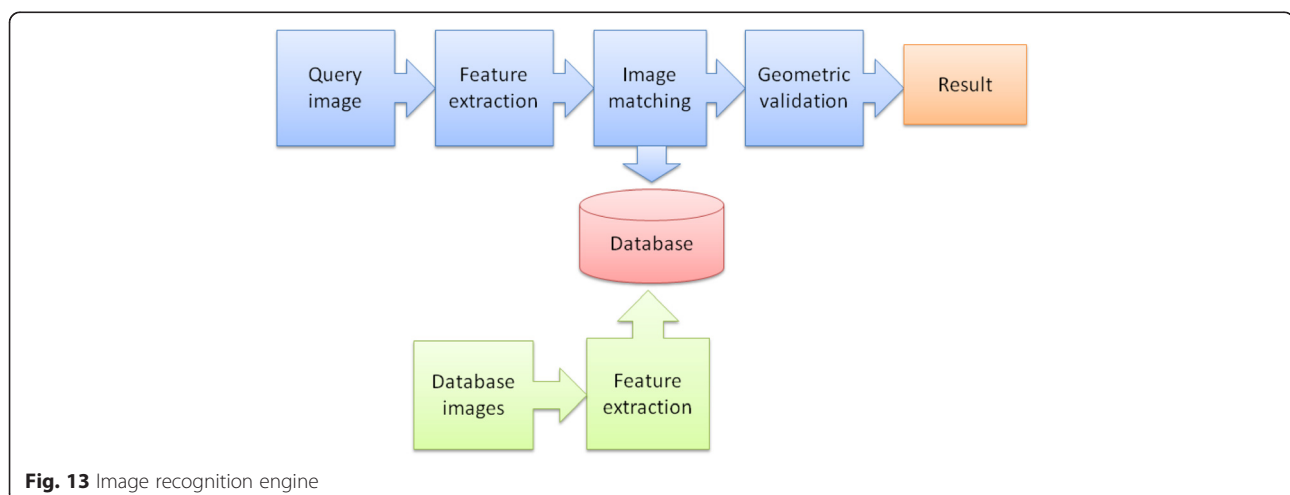 Query
image
Feature
extraction
Image
matching
Geometric
validation
Result
Database
Database
images
Feature
extraction
Fig. 13 Image recognition engine